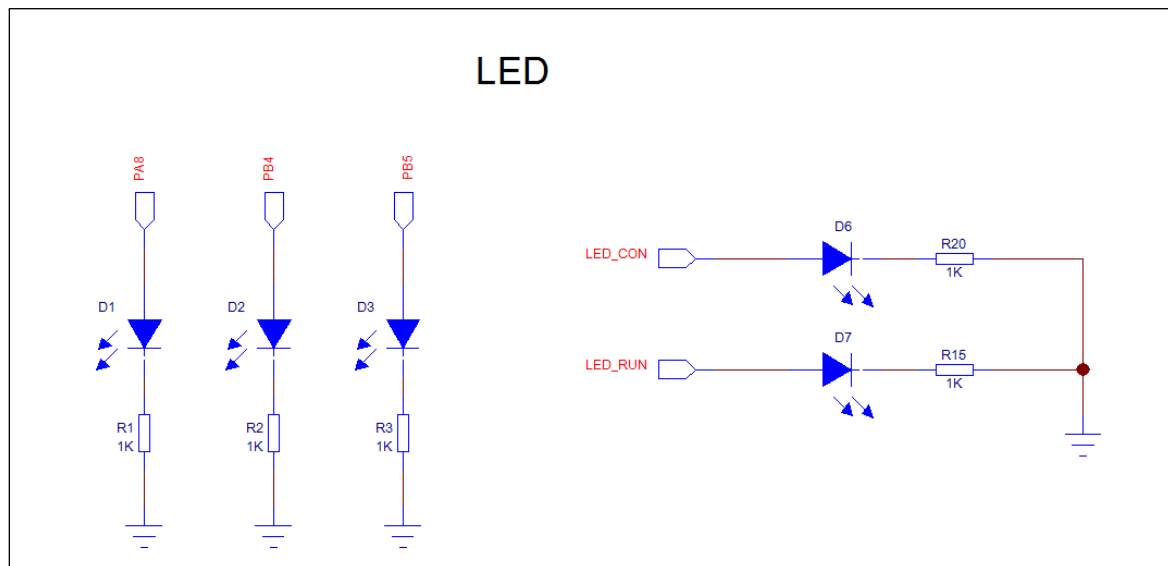 LED
PA8
PB4
PB5
D1
D2
D3
R1
1K
R2
1K
R3
1K
LED_CON
D6
R20
1K
LED_RUN
D7
R15
1K